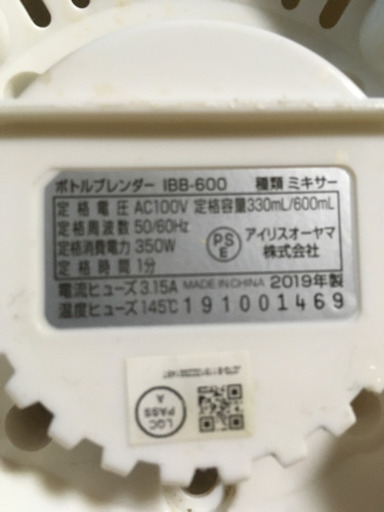 ボトルブレンダー IBB-600 種類 ミキサー
定格電圧 AC100V 定格容量330mL/600mL
定格周波数 50/60Hz
定格消費電力 350W
定格時間 1分
PSE
アイリスオーヤマ
株式会社
電流ヒューズ 3.15A MADE IN CHINA 2019年製
温度ヒューズ 145℃ 191001469
LQC
PASS
A